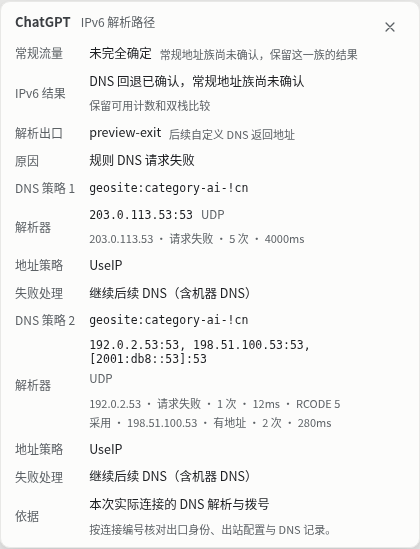 ChatGPT IPv6 解析路径
常规流量 未完全确定 常规地址族尚未确认，保留这一族的结果
IPv6 结果 DNS 回退已确认，常规地址族尚未确认
保留可用计数和双栈比较
解析出口 preview-exit 后续自定义 DNS 返回地址
原因 规则 DNS 请求失败
DNS 策略 1 geosite:category-ai-!cn
解析器 203.0.113.53:53 UDP
203.0.113.53 · 请求失败 · 5 次 · 4000ms
地址策略 UseIP
失败处理 继续后续 DNS（含机器 DNS）
DNS 策略 2 geosite:category-ai-!cn
解析器 192.0.2.53:53, 198.51.100.53:53,
[2001:db8::53]:53
UDP
192.0.2.53 · 请求失败 · 1 次 · 12ms · RCODE 5
采用 · 198.51.100.53 · 有地址 · 2 次 · 280ms
地址策略 UseIP
失败处理 继续后续 DNS（含机器 DNS）
依据 本次实际连接的 DNS 解析与拨号
按连接编号核对出口身份、出站配置与 DNS 记录。